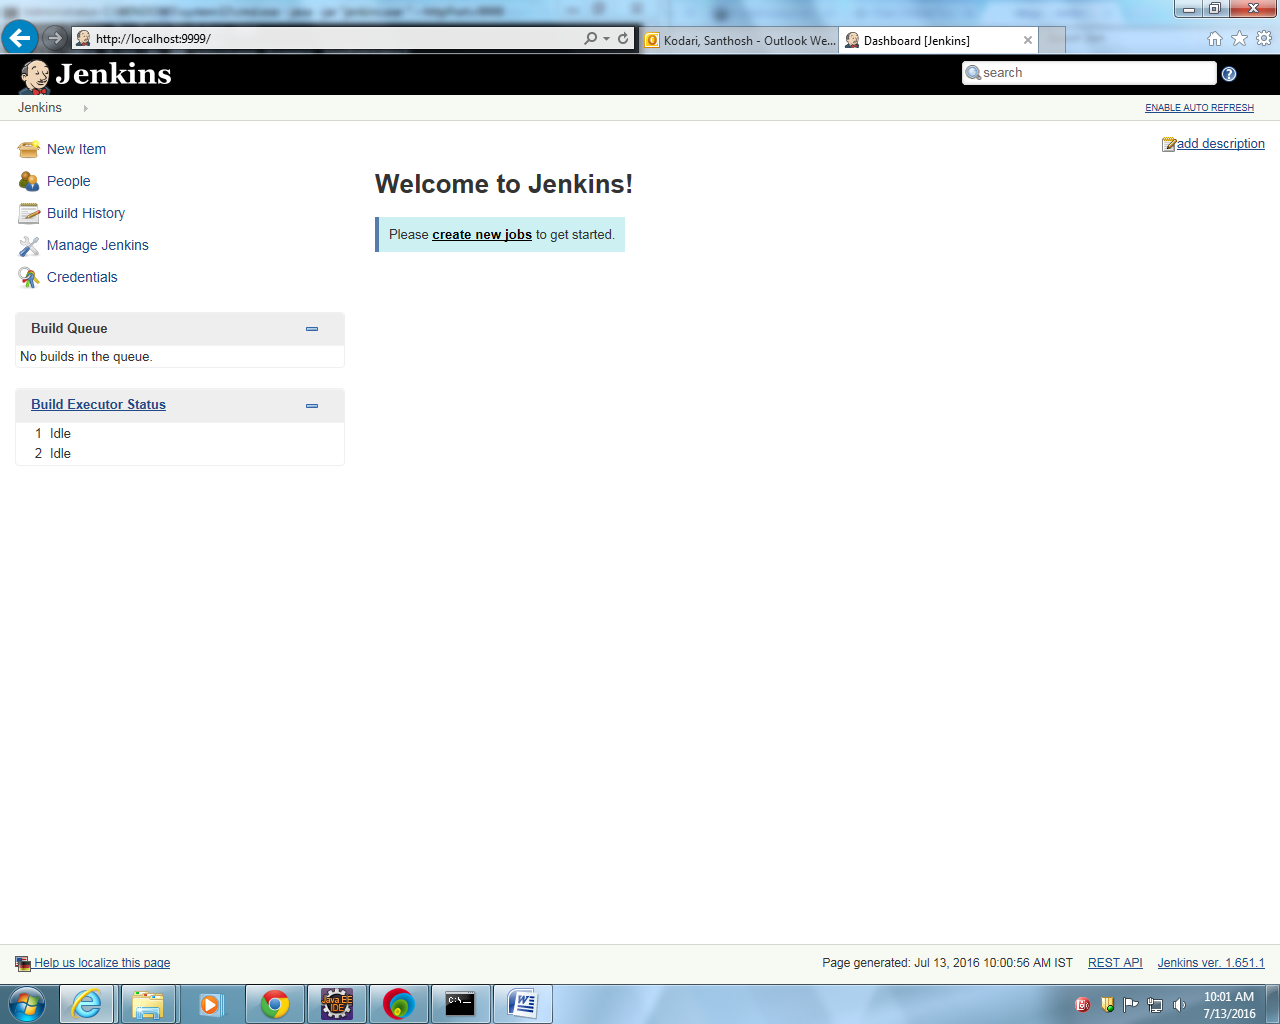 http://localhost:9999/
Kodari, Santhosh - Outlook We...
Dashboard [Jenkins]
Jenkins
search
Jenkins
ENABLE AUTO REFRESH
New Item
add description
People
Welcome to Jenkins!
Build History
Please create new jobs to get started.
Manage Jenkins
Credentials
Build Queue
No builds in the queue.
Build Executor Status
1 Idle
2 Idle
Help us localize this page
Page generated: Jul 13, 2016 10:00:56 AM IST
REST API
Jenkins ver. 1.651.1
Java EE
IDE
C:\.
10:01 AM
7/13/2016